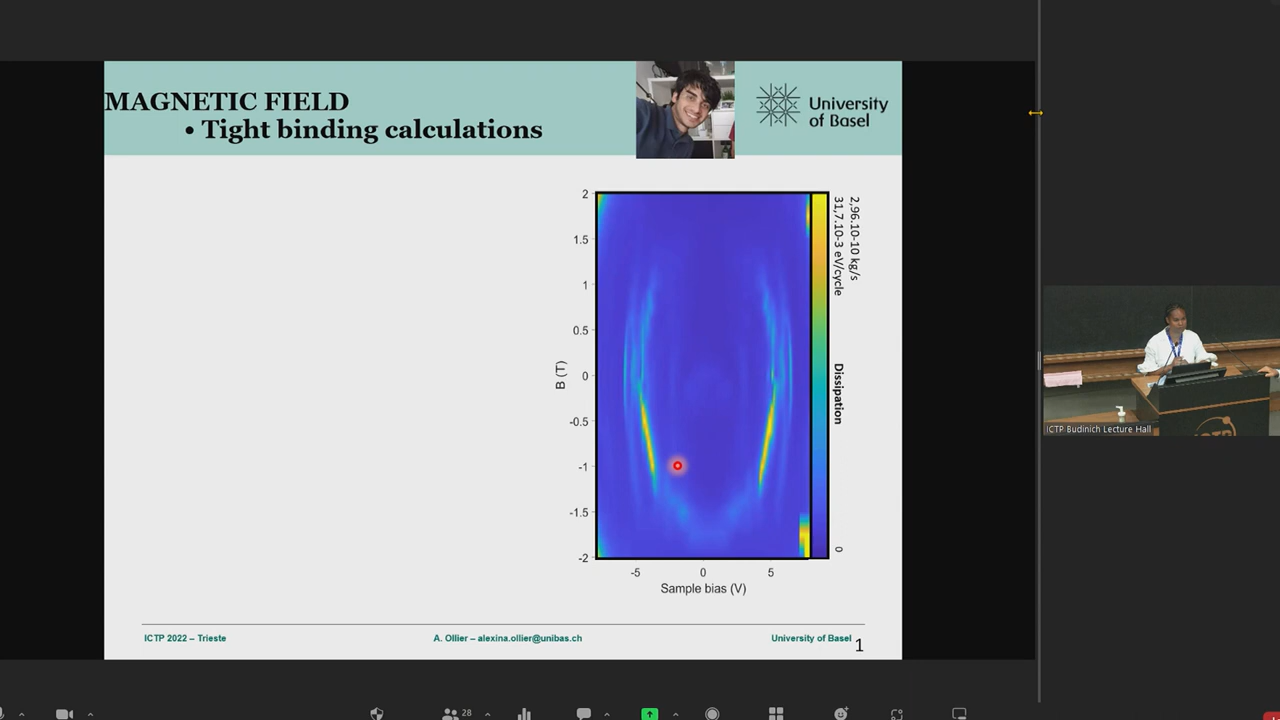 MAGNETIC FIELD
• Tight binding calculations
University
of Basel
2
1.5
1
0.5
0
-0.5
-1
-1.5
-2
B (T)
-5
0
5
Sample bias (V)
2,96.10-10 kg/s
31,7.10-3 eV/cycle
Dissipation
0
ICTP 2022 – Trieste
A. Ollier – alexina.ollier@unibas.ch
University of Basel
1
ICTP
ICTP Budinich Lecture Hall
28